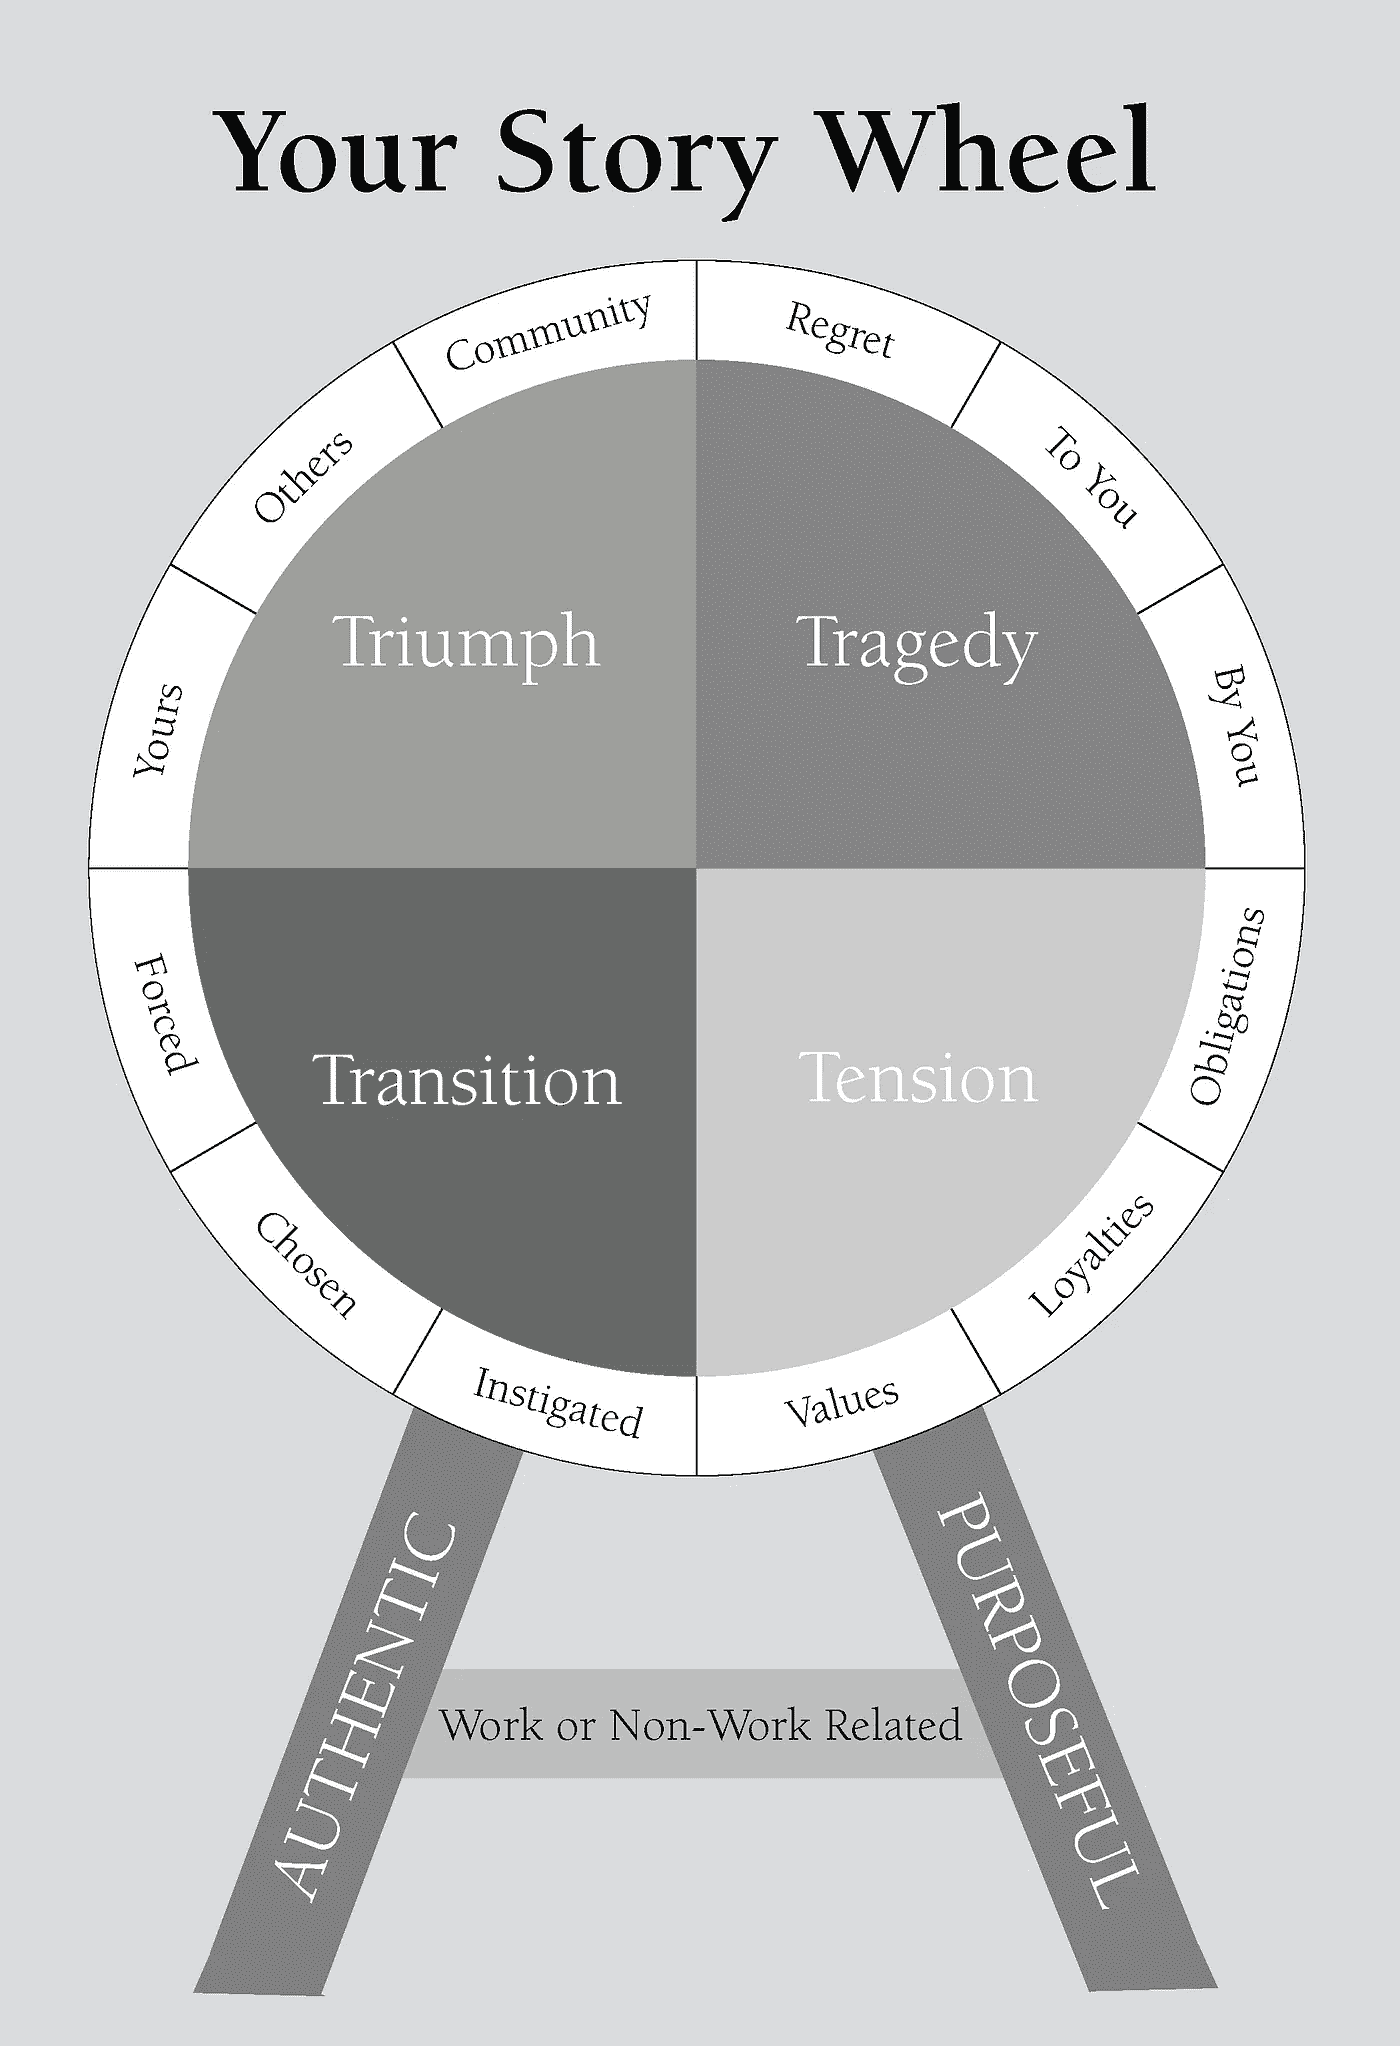 Your Story Wheel
Community
Regret
Others
To You
Yours
By You
Triumph
Tragedy
Forced
Obligations
Transition
Tension
Chosen
Loyalties
Instigated
Values
AUTHENTIC
PURPOSEFUL
Work or Non-Work Related